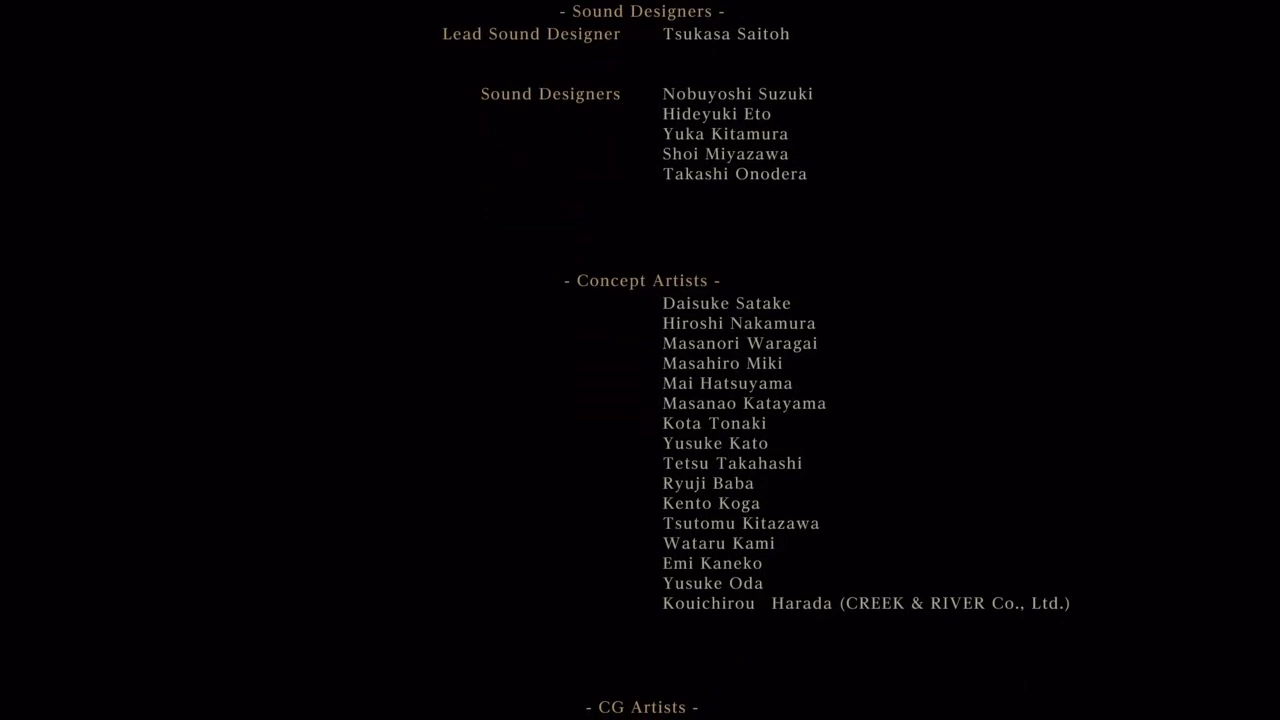 - Sound Designers -
Lead Sound Designer Tsukasa Saitoh
Sound Designers Nobuyoshi Suzuki
Hideyuki Eto
Yuka Kitamura
Shoi Miyazawa
Takashi Onodera
- Concept Artists -
Daisuke Satake
Hiroshi Nakamura
Masanori Waragai
Masahiro Miki
Mai Hatsuyama
Masanao Katayama
Kota Tonaki
Yusuke Kato
Tetsu Takahashi
Ryuji Baba
Kento Koga
Tsutomu Kitazawa
Wataru Kami
Emi Kaneko
Yusuke Oda
Kouichirou Harada (CREEK & RIVER Co., Ltd.)
- CG Artists -